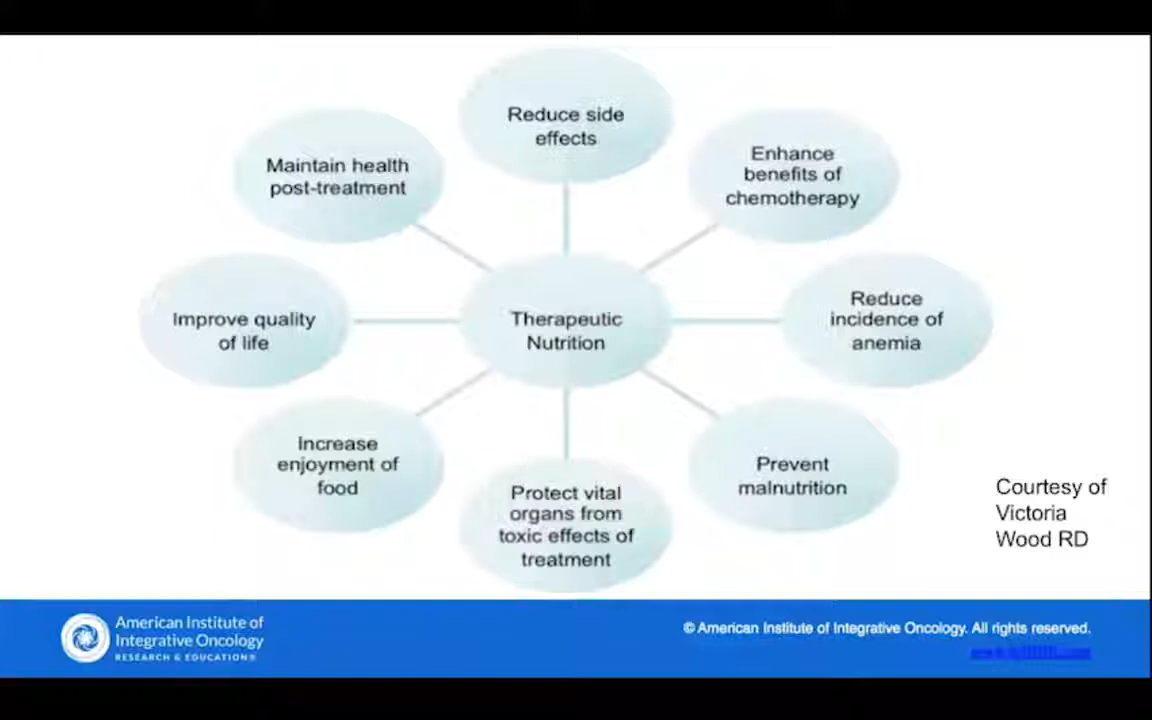 Reduce side
effects
Enhance
benefits of
chemotherapy
Reduce
incidence of
anemia
Prevent
malnutrition
Protect vital
organs from
toxic effects of
treatment
Increase
enjoyment of
food
Improve quality
of life
Maintain health
post-treatment
Therapeutic
Nutrition
Courtesy of
Victoria
Wood RD
American Institute of
Integrative Oncology
RESEARCH & EDUCATION®
© American Institute of Integrative Oncology. All rights reserved.